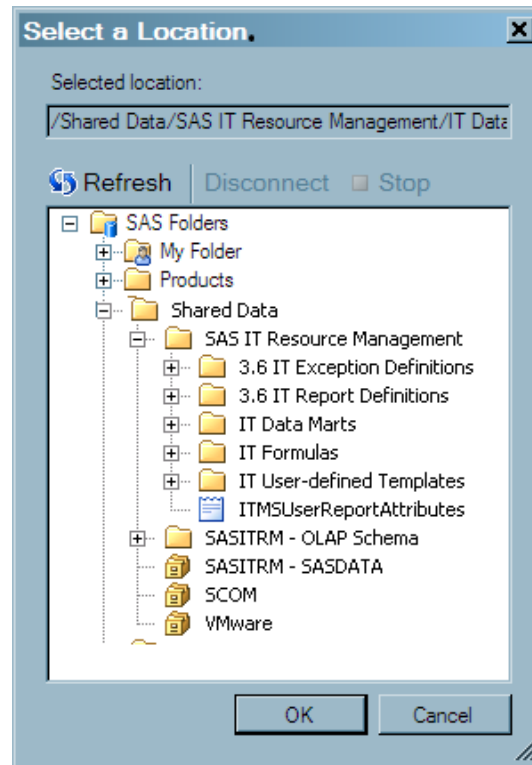 Select a Location.
Selected location:
/Shared Data/SAS IT Resource Management/IT Data
Refresh Disconnect Stop
SAS Folders
My Folder
Products
Shared Data
SAS IT Resource Management
3.6 IT Exception Definitions
3.6 IT Report Definitions
IT Data Marts
IT Formulas
IT User-defined Templates
ITMSUserReportAttributes
SASITRM - OLAP Schema
SASITRM - SASDATA
SCOM
VMware
OK Cancel